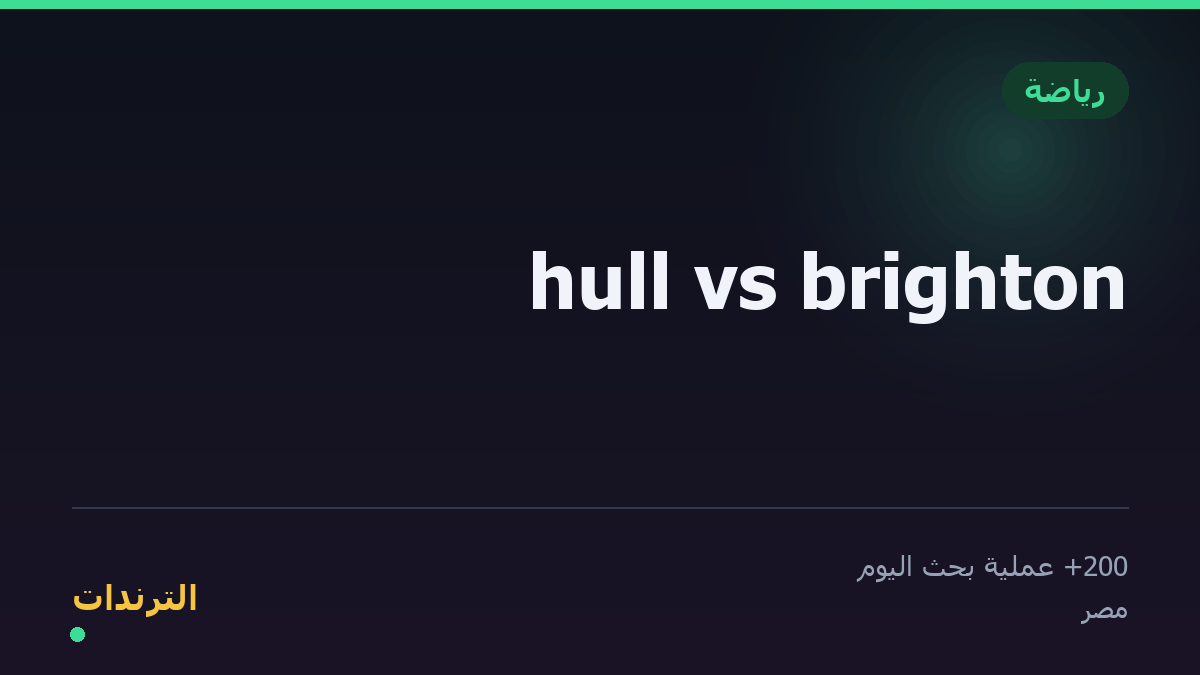 رياضة
hull vs brighton
200+ عملية بحث اليوم
مصر
الترندات